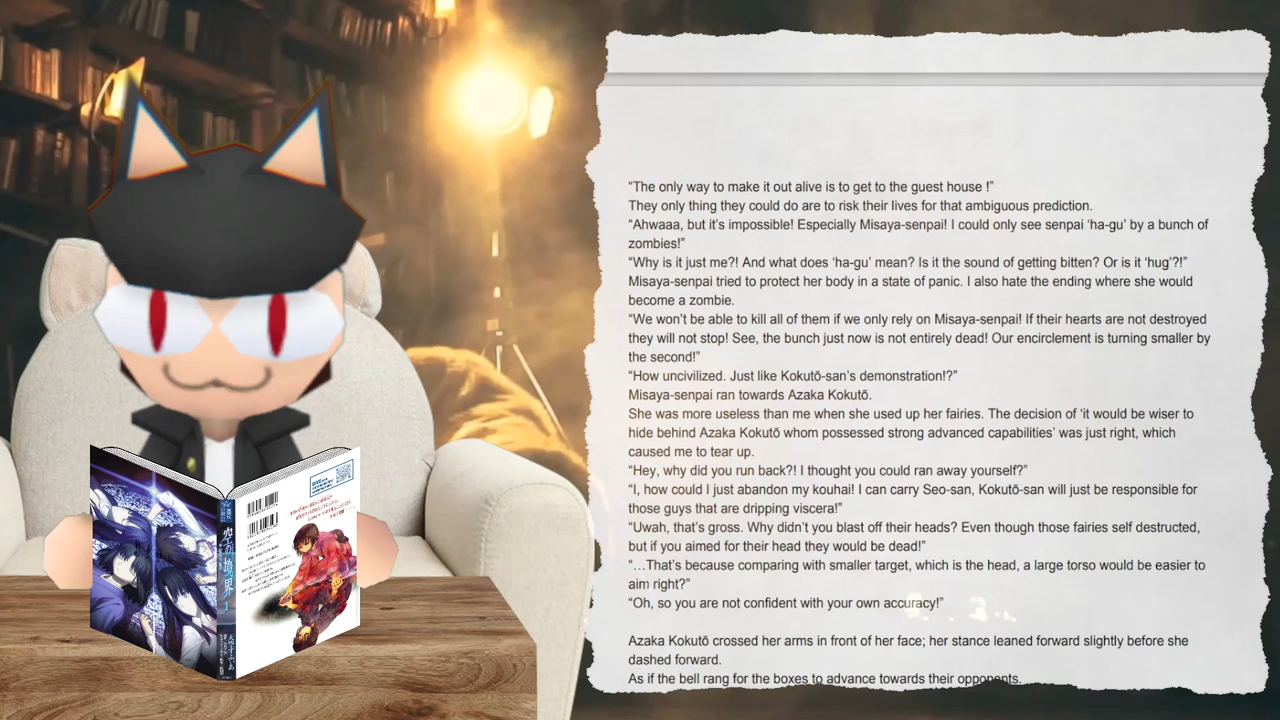 “The only way to make it out alive is to get to the guest house !”
They only thing they could do are to risk their lives for that ambiguous prediction.
“Ahwaaa, but it’s impossible! Especially Misaya-senpai! I could only see senpai ‘ha-gu’ by a bunch of
zombies!”
“Why is it just me?! And what does ‘ha-gu’ mean? Is it the sound of getting bitten? Or is it ‘hug’?!”
Misaya-senpai tried to protect her body in a state of panic. I also hate the ending where she would
become a zombie.
“We won’t be able to kill all of them if we only rely on Misaya-senpai! If their hearts are not destroyed
they will not stop! See, the bunch just now is not entirely dead! Our encirclement is turning smaller by
the second!”
“How uncivilized. Just like Kokutō-san’s demonstration!?”
Misaya-senpai ran towards Azaka Kokutō.
She was more useless than me when she used up her fairies. The decision of ‘it would be wiser to
hide behind Azaka Kokutō whom possessed strong advanced capabilities’ was just right, which
caused me to tear up.
“Hey, why did you run back?! I thought you could ran away yourself?”
“I, how could I just abandon my kouhai! I can carry Seo-san, Kokutō-san will just be responsible for
those guys that are dripping viscera!”
“Uwah, that’s gross. Why didn’t you blast off their heads? Even though those fairies self destructed,
but if you aimed for their head they would be dead!”
“…That’s because comparing with smaller target, which is the head, a large torso would be easier to
aim right?”
“Oh, so you are not confident with your own accuracy!”
Azaka Kokutō crossed her arms in front of her face; her stance leaned forward slightly before she
dashed forward.
As if the bell rang for the boxes to advance towards their opponents.
空の境界
1